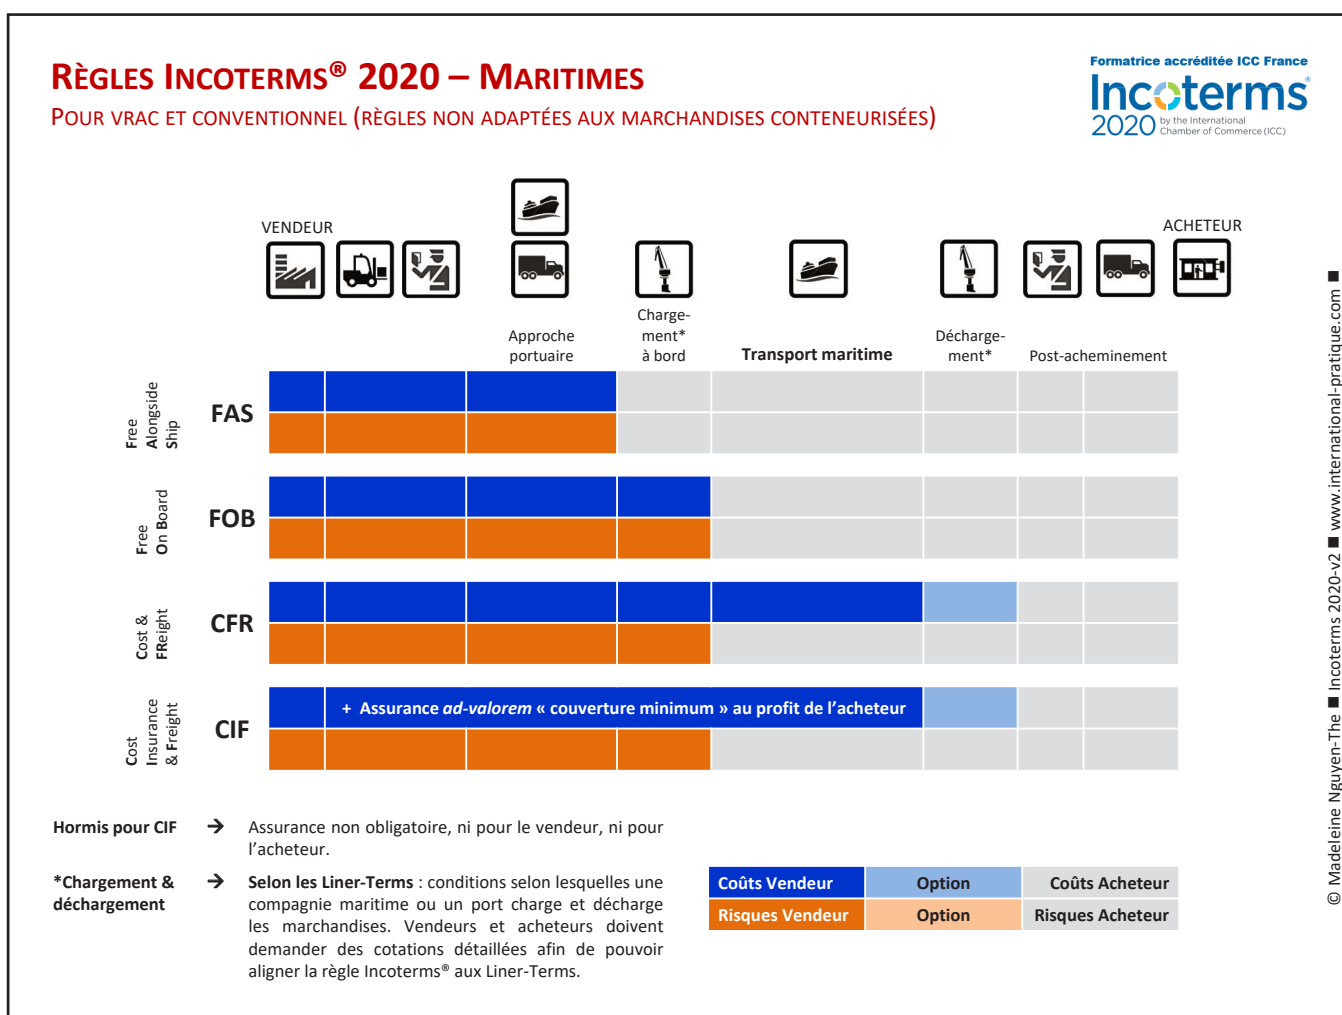 RÈGLES INCOTERMS® 2020 – MARITIMES
POUR VRAC ET CONVENTIONNEL (RÈGLES NON ADAPTÉES AUX MARCHANDISES CONTENEURISÉES)
Formatrice accréditée ICC France
Incoterms®
2020 by the International
Chamber of Commerce (ICC)
VENDEUR
ACHETEUR
Approche
portuaire
Charge-
ment*
à bord
Transport maritime
Décharge-
ment*
Post-acheminement
Free
Alongside
Ship
FAS
Free
On Board
FOB
Cost &
FReight
CFR
Cost
Insurance
& Freight
CIF
+ Assurance ad-valorem « couverture minimum » au profit de l’acheteur
Hormis pour CIF → Assurance non obligatoire, ni pour le vendeur, ni pour
l’acheteur.
*Chargement &
déchargement
→ Selon les Liner-Terms : conditions selon lesquelles une
compagnie maritime ou un port charge et décharge
les marchandises. Vendeurs et acheteurs doivent
demander des cotations détaillées afin de pouvoir
aligner la règle Incoterms® aux Liner-Terms.
Coûts Vendeur Option Coûts Acheteur
Risques Vendeur Option Risques Acheteur
© Madeleine Nguyen-The ■ Incoterms 2020-v2 ■ www.international-pratique.com ■